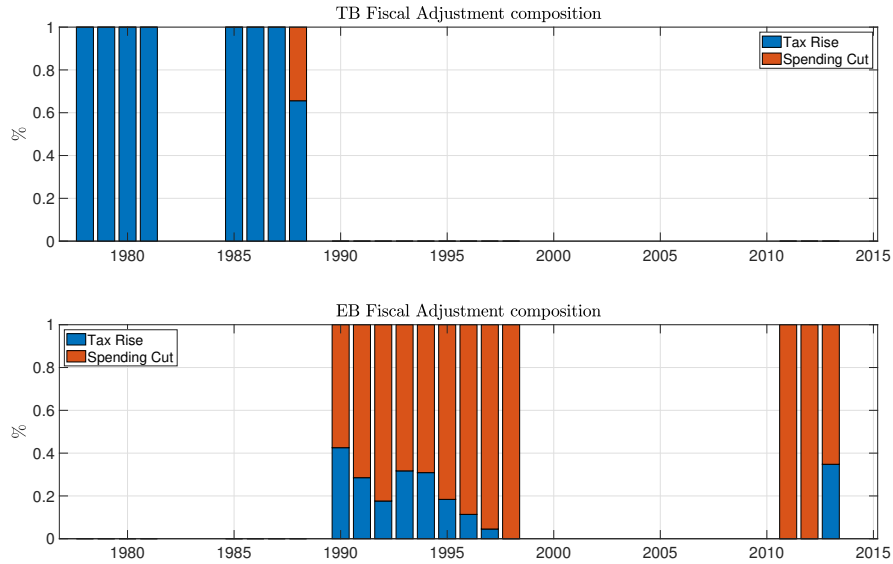 TB Fiscal Adjustment composition
1
Tax Rise
Spending Cut
0.8
0.6
%
0.4
0.2
0
1980 1985 1990 1995 2000 2005 2010 2015
EB Fiscal Adjustment composition
1
Tax Rise
Spending Cut
0.8
0.6
%
0.4
0.2
0
1980 1985 1990 1995 2000 2005 2010 2015